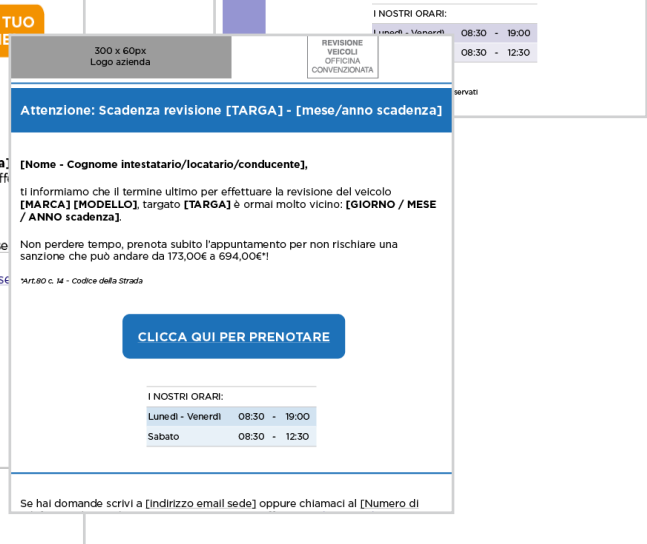 TUO
I NOSTRI ORARI:
Lunedì - Venerdì 08:30 - 19:00
08:30 - 12:30
servati
300 x 60px
Logo azienda
REVISIONE
VEICOLI
OFFICINA
CONVENZIONATA
Attenzione: Scadenza revisione [TARGA] - [mese/anno scadenza]
[Nome - Cognome intestatario/locatario/conducente],
ti informiamo che il termine ultimo per effettuare la revisione del veicolo
[MARCA] [MODELLO], targato [TARGA] è ormai molto vicino: [GIORNO / MESE
/ ANNO scadenza].
Non perdere tempo, prenota subito l'appuntamento per non rischiare una
sanzione che può andare da 173,00€ a 694,00€*!
*Art.80 c. 14 - Codice della Strada
CLICCA QUI PER PRENOTARE
I NOSTRI ORARI:
Lunedì - Venerdì 08:30 - 19:00
Sabato 08:30 - 12:30
Se hai domande scrivi a [indirizzo email sede] oppure chiamaci al [Numero di